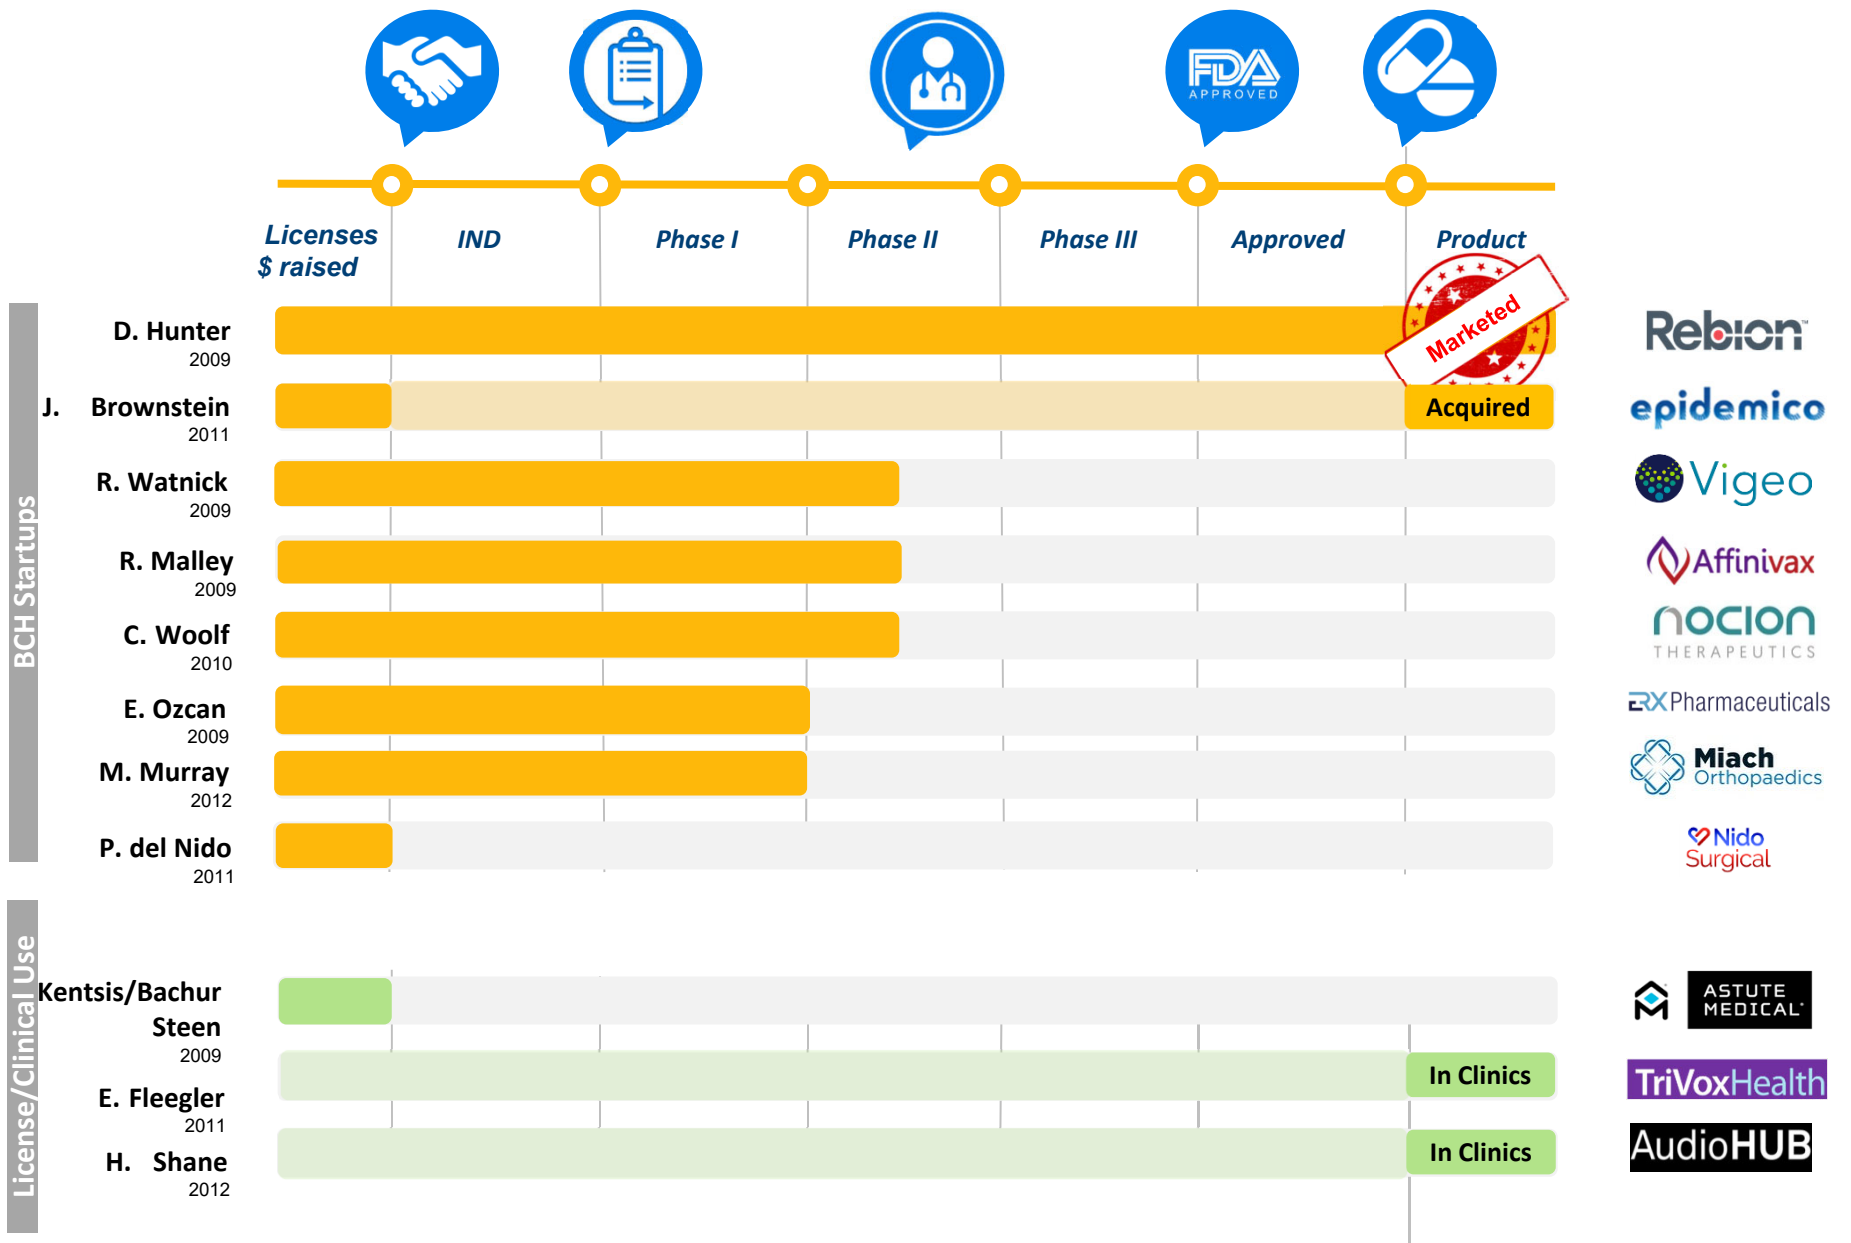 FDA
APPROVED
Licenses
$ raised
IND
Phase I
Phase II
Phase III
Approved
Product
BCH Startups
D. Hunter
2009
Marketed
Rebion™
J. Brownstein
2011
Acquired
epidemico
R. Watnick
2009
Vigeo
R. Malley
2009
Affinivax
C. Woolf
2010
nocion
THERAPEUTICS
E. Ozcan
2009
ERX Pharmaceuticals
M. Murray
2012
Miach
Orthopaedics
P. del Nido
2011
Nido
Surgical
License/Clinical Use
Kentsis/Bachur
Steen
2009
ASTUTE
MEDICAL
E. Fleegler
2011
In Clinics
TriVoxHealth
H. Shane
2012
In Clinics
AudioHUB